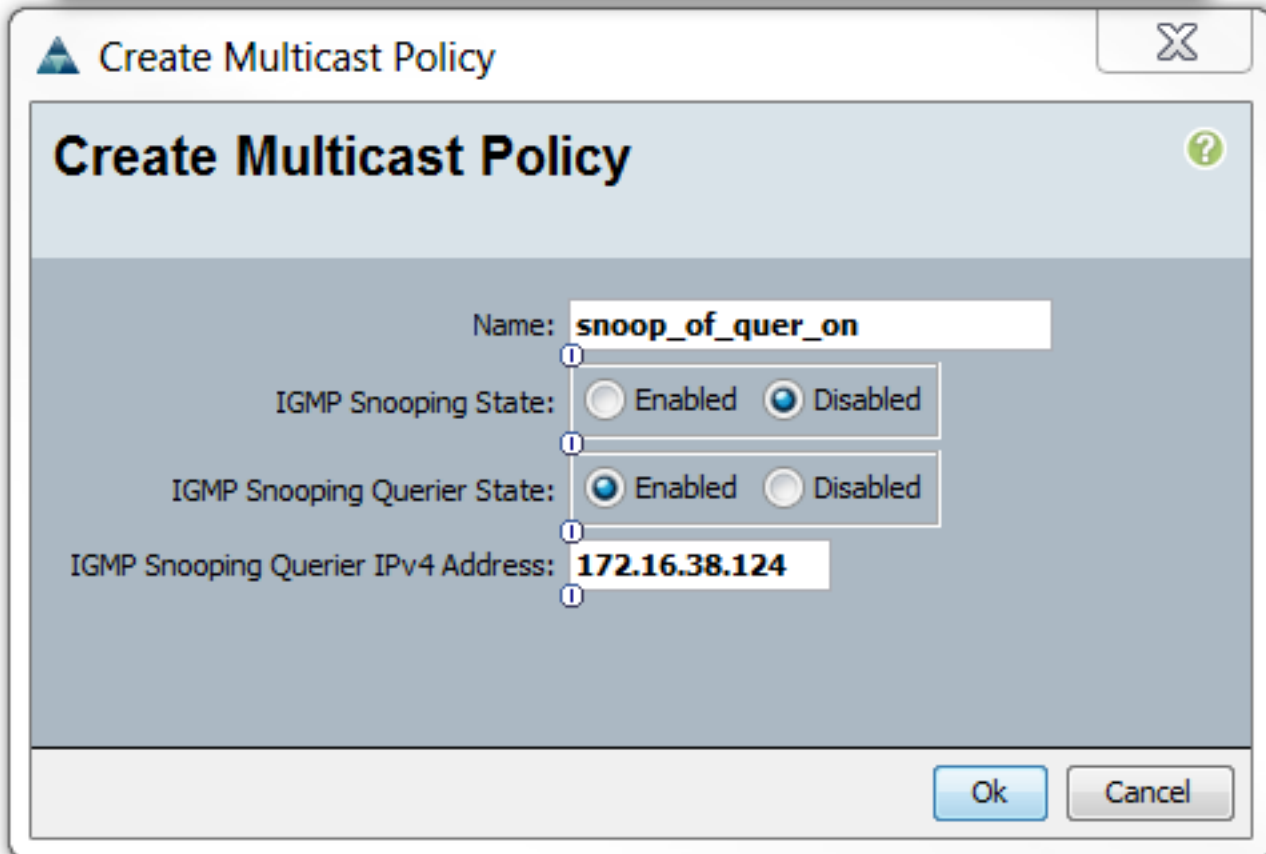 Create Multicast Policy
Create Multicast Policy
Name: snoop_of_quer_on
IGMP Snooping State: Enabled Disabled
IGMP Snooping Querier State: Enabled Disabled
IGMP Snooping Querier IPv4 Address: 172.16.38.124
Ok Cancel